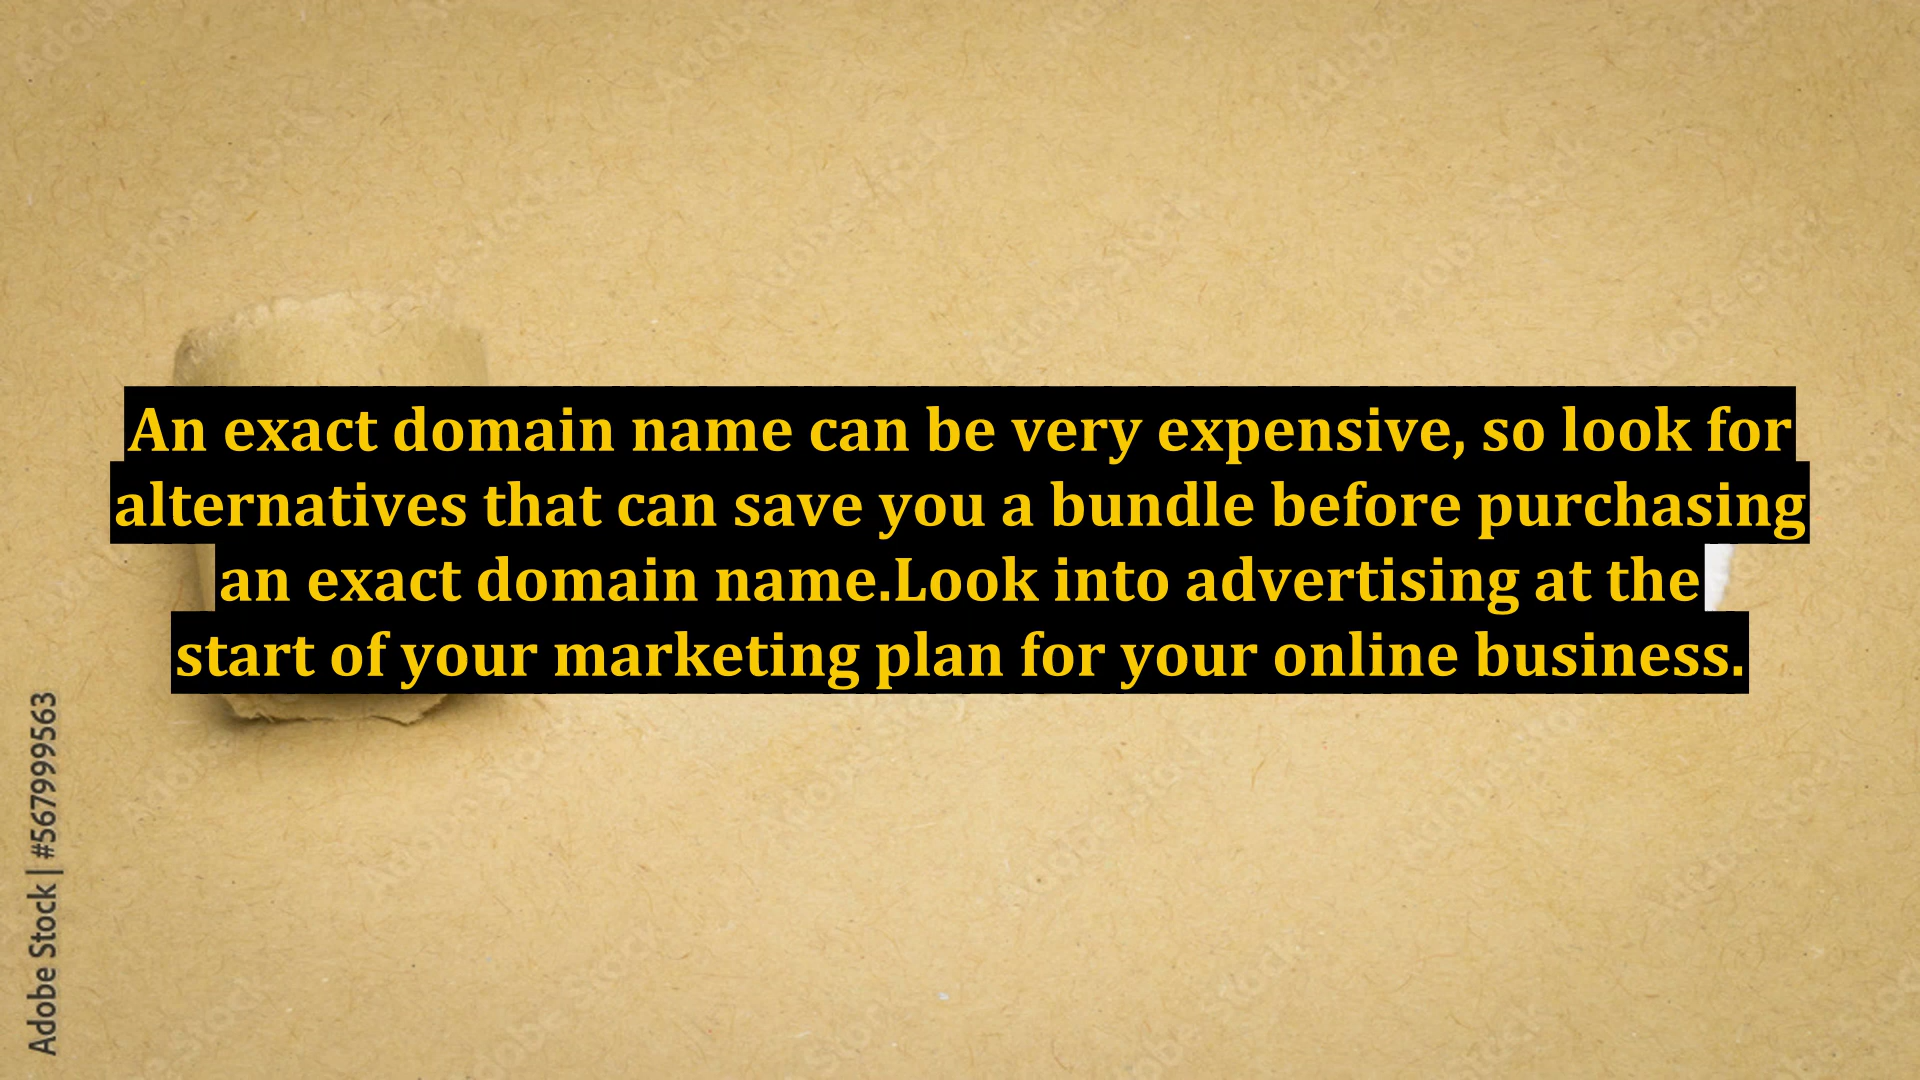 An exact domain name can be very expensive, so look for
alternatives that can save you a bundle before purchasing
an exact domain name.Look into advertising at the
start of your marketing plan for your online business.
Adobe Stock | #567999563